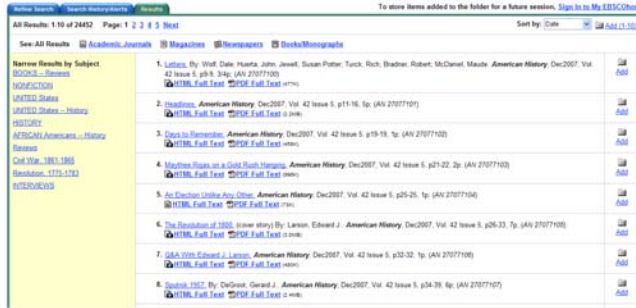 Refine Search Search History/Alerts Results
To store items added to the folder for a future session, Sign In to My EBSCOhos
All Results: 1-10 of 24452 Page: 1 2 3 4 5 Next
Sort by: Date Add (1-10)
See: All Results Academic Journals Magazines Newspapers Books/Monographs
Narrow Results by Subject
BOOKS -- Reviews
NONFICTION
UNITED States
UNITED States -- History
HISTORY
AFRICAN Americans -- History
Reviews
Civil War, 1861-1865
Revolution, 1775-1783
INTERVIEWS
1. Letters. By: Wolf, Dale; Huerta, John; Jewell, Susan Potter; Turck, Rich; Bradner, Robert; McDaniel, Maude. American History, Dec2007, Vol.
42 Issue 5, p8-9, 3/4p; (AN 27077100)
HTML Full Text PDF Full Text
Add
2. Headlines. American History, Dec2007, Vol. 42 Issue 5, p11-16, 5p; (AN 27077101)
HTML Full Text PDF Full Text
Add
3. Days to Remember. American History, Dec2007, Vol. 42 Issue 5, p19-19, 1p; (AN 27077102)
HTML Full Text PDF Full Text
Add
4. Maythee Rojas on a Gold Rush Hanging. American History, Dec2007, Vol. 42 Issue 5, p21-22, 2p; (AN 27077103)
HTML Full Text PDF Full Text
Add
5. An Election Unlike Any Other. American History, Dec2007, Vol. 42 Issue 5, p25-25, 1p; (AN 27077104)
HTML Full Text PDF Full Text
Add
6. The Revolution of 1800. (cover story) By: Larson, Edward J.. American History, Dec2007, Vol. 42 Issue 5, p26-33, 7p; (AN 27077105)
HTML Full Text PDF Full Text
Add
7. Q&A With Edward J. Larson. American History, Dec2007, Vol. 42 Issue 5, p32-32, 1p; (AN 27077106)
HTML Full Text PDF Full Text
Add
8. Sputnik 1957. By: DeGroot, Gerard J.. American History, Dec2007, Vol. 42 Issue 5, p34-39, 6p; (AN 27077107)
HTML Full Text PDF Full Text
Add